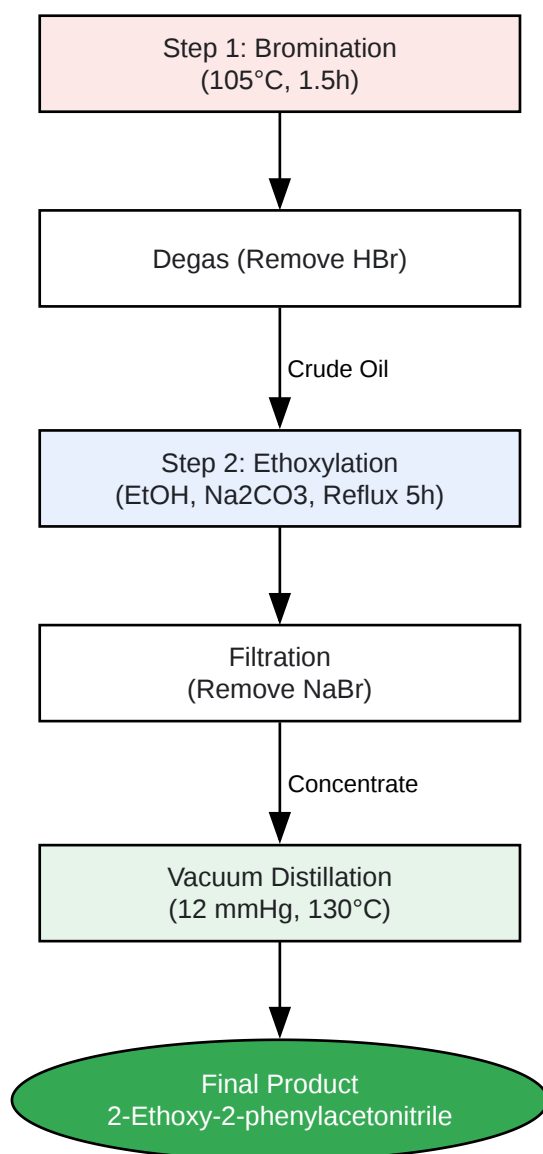 Step 1: Bromination
(105°C, 1.5h)
Degas (Remove HBr)
Crude Oil
Step 2: Ethoxylation
(EtOH, Na2CO3, Reflux 5h)
Filtration
(Remove NaBr)
Concentrate
Vacuum Distillation
(12 mmHg, 130°C)
Final Product
2-Ethoxy-2-phenylacetonitrile